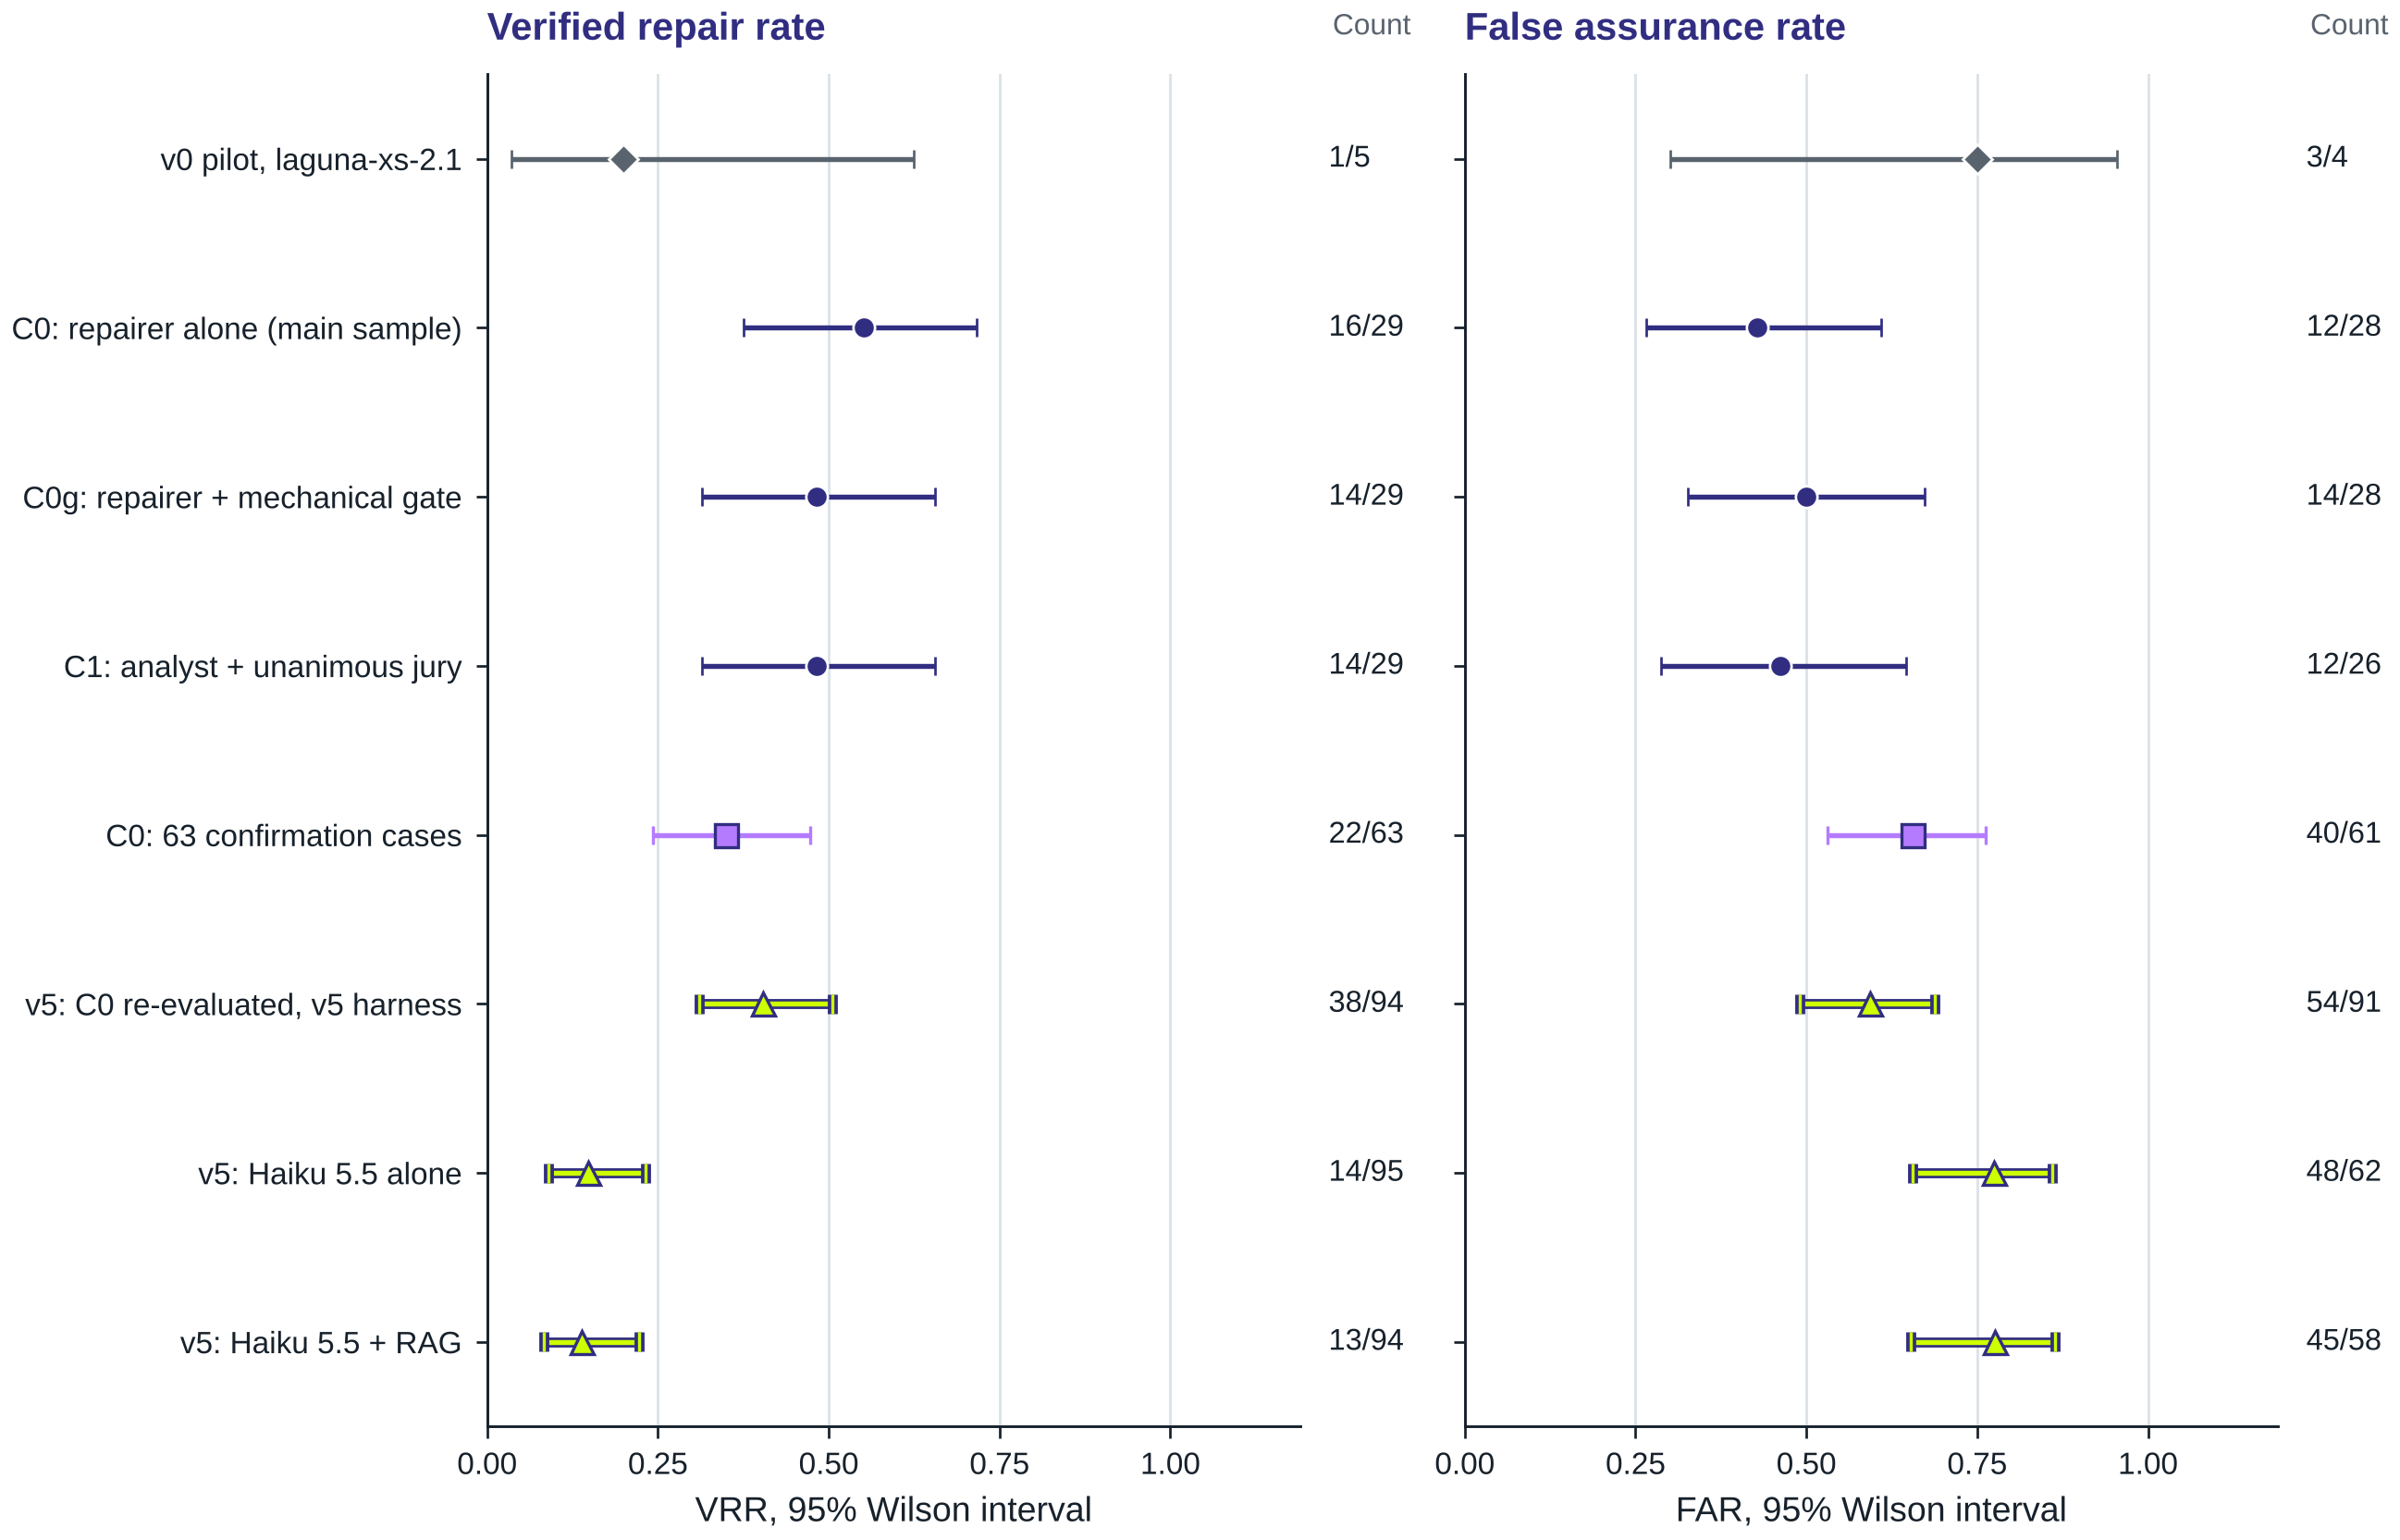 Verified repair rate
Count
False assurance rate
Count
v0 pilot, laguna-xs-2.1
1/5
3/4
C0: repairer alone (main sample)
16/29
12/28
C0g: repairer + mechanical gate
14/29
14/28
C1: analyst + unanimous jury
14/29
12/26
C0: 63 confirmation cases
22/63
40/61
v5: C0 re-evaluated, v5 harness
38/94
54/91
v5: Haiku 5.5 alone
14/95
48/62
v5: Haiku 5.5 + RAG
13/94
45/58
0.00 0.25 0.50 0.75 1.00
0.00 0.25 0.50 0.75 1.00
VRR, 95% Wilson interval
FAR, 95% Wilson interval